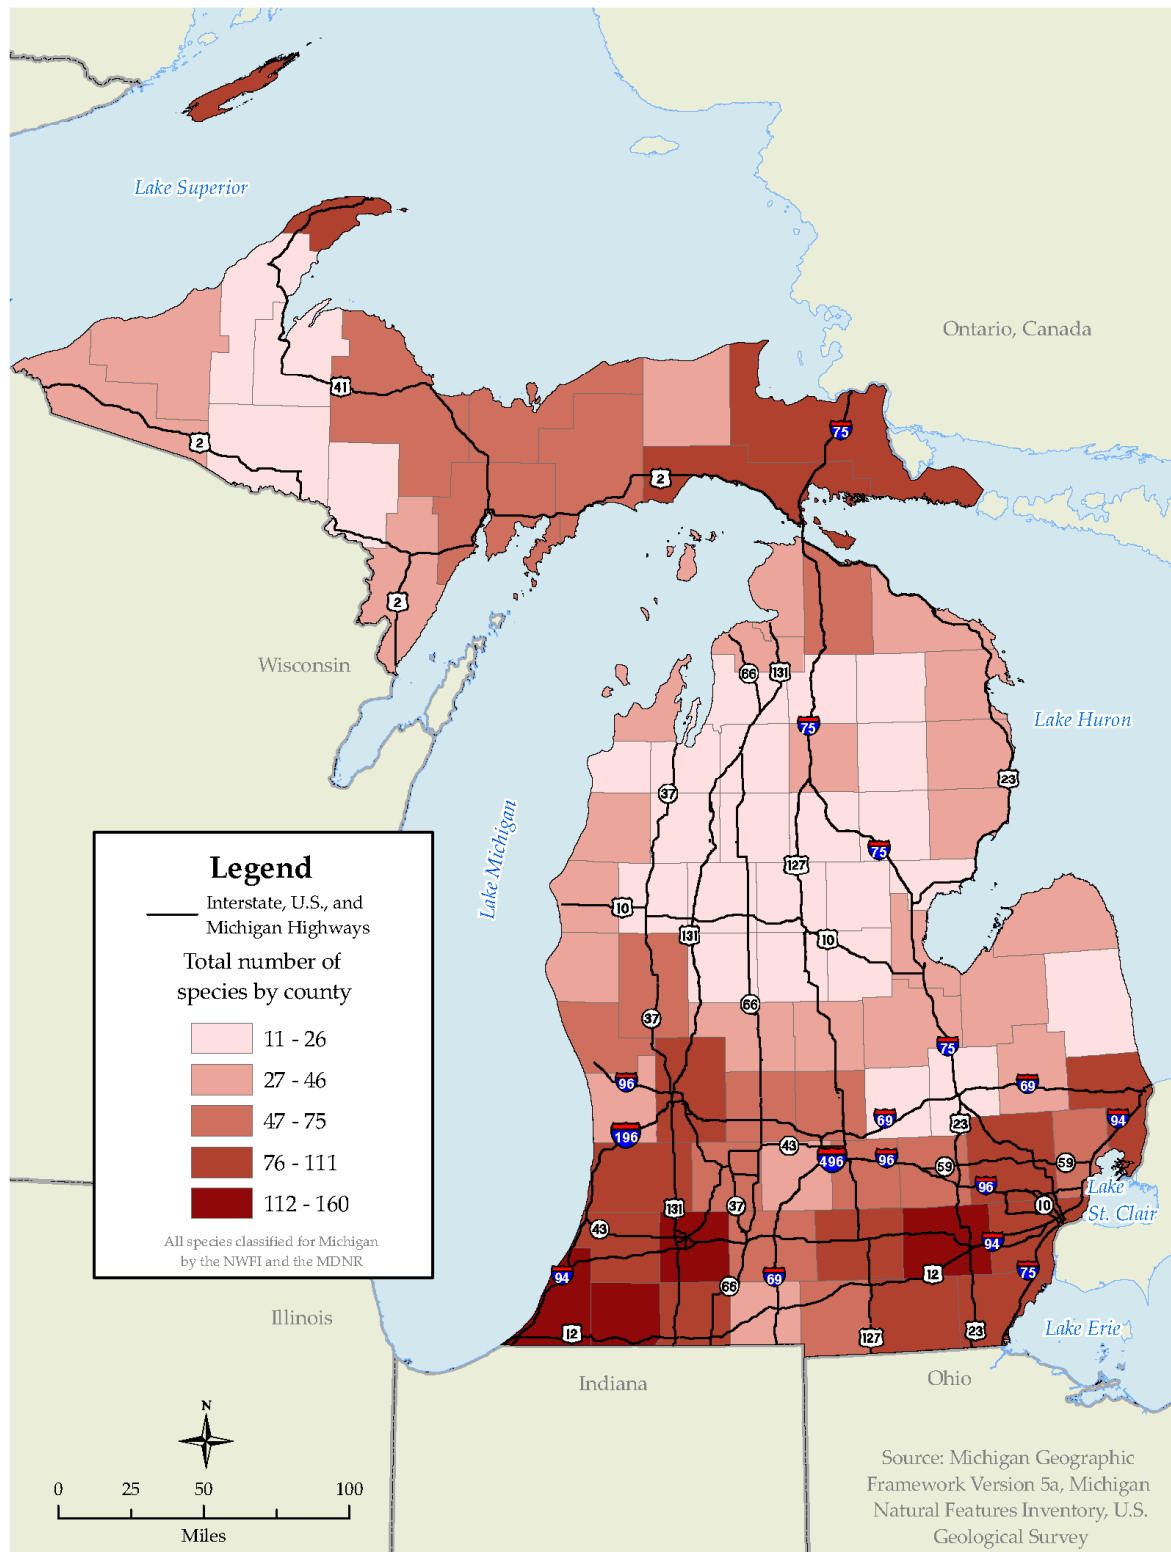 Lake Superior
Ontario, Canada
41
75
2
2
2
Wisconsin
66
131
75
Lake Huron
23
37
Lake Michigan
75
127
10
131
10
66
37
75
96
69
69
23
94
196
43
496
96
59
59
96
Lake
St. Clair
10
131
37
43
94
94
66
69
12
75
12
127
23
Lake Erie
Legend
Interstate, U.S., and
Michigan Highways
Total number of
species by county
11 - 26
27 - 46
47 - 75
76 - 111
112 - 160
All species classified for Michigan
by the NWFI and the MDNR
Illinois
Indiana
Ohio
N
0 25 50 100
Miles
Source: Michigan Geographic
Framework Version 5a, Michigan
Natural Features Inventory, U.S.
Geological Survey